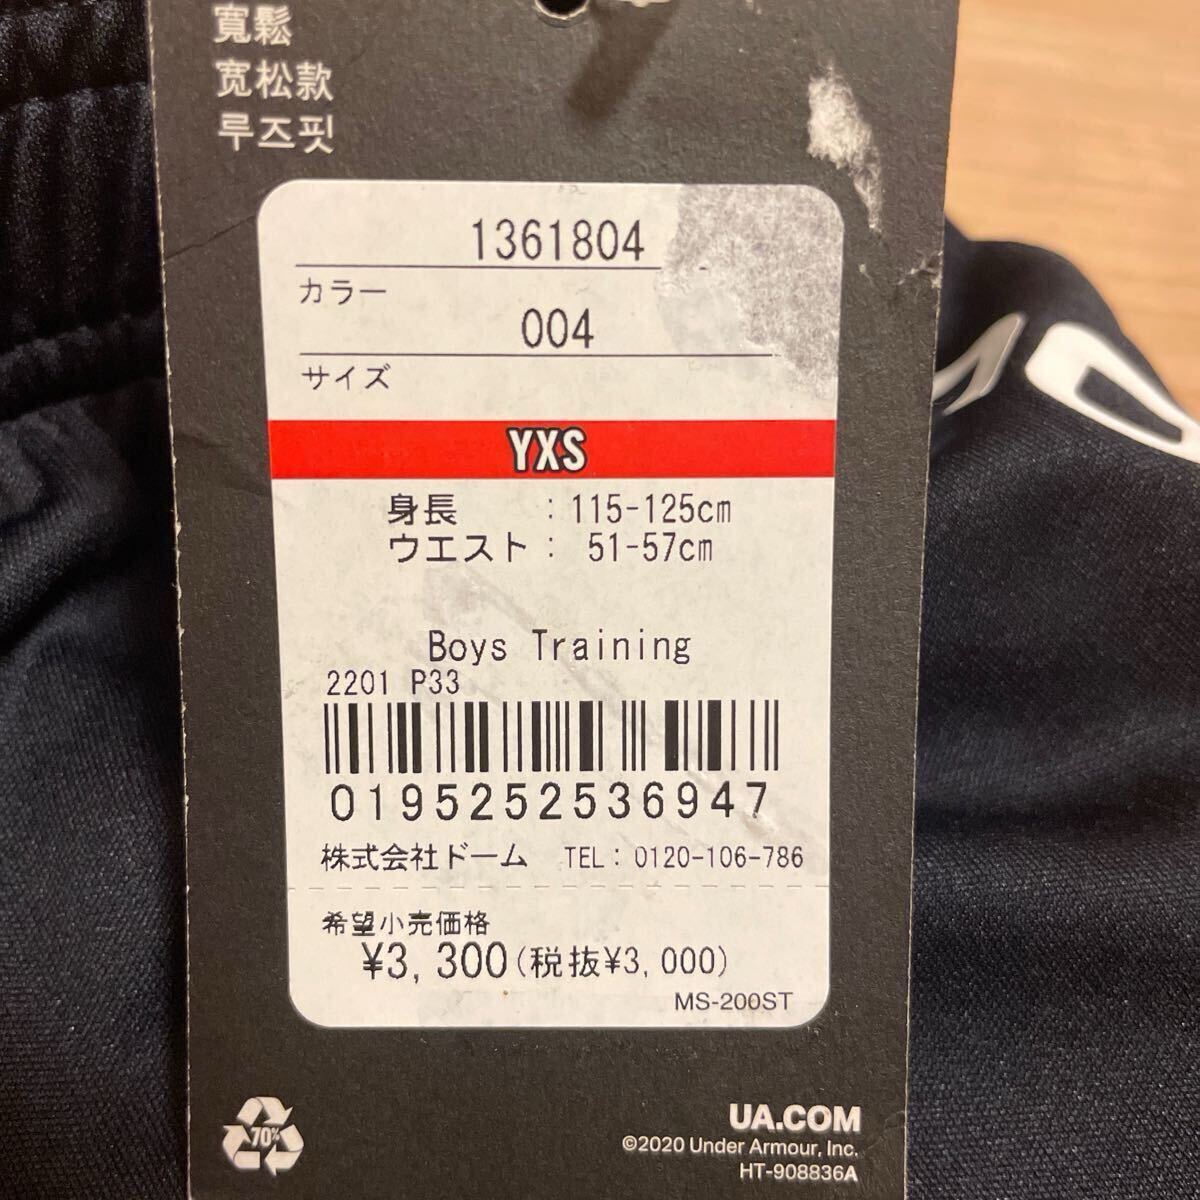 寬鬆
宽松款
루즈핏
1361804
カラー
004
サイズ
YXS
身長 : 115-125cm
ウエスト : 51-57cm
Boys Training
2201 P33
0195252536947
株式会社ドーム TEL : 0120-106-786
希望小売価格
¥3,300(税抜¥3,000)
MS-200ST
70%
UA.COM
©2020 Under Armour, Inc.
HT-908836A